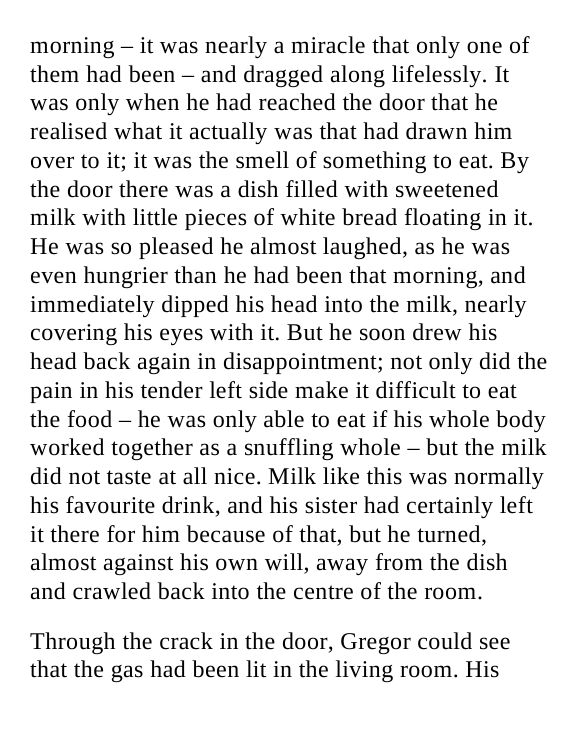 morning – it was nearly a miracle that only one of
them had been – and dragged along lifelessly. It
was only when he had reached the door that he
realised what it actually was that had drawn him
over to it; it was the smell of something to eat. By
the door there was a dish filled with sweetened
milk with little pieces of white bread floating in it.
He was so pleased he almost laughed, as he was
even hungrier than he had been that morning, and
immediately dipped his head into the milk, nearly
covering his eyes with it. But he soon drew his
head back again in disappointment; not only did the
pain in his tender left side make it difficult to eat
the food – he was only able to eat if his whole body
worked together as a snuffling whole – but the milk
did not taste at all nice. Milk like this was normally
his favourite drink, and his sister had certainly left
it there for him because of that, but he turned,
almost against his own will, away from the dish
and crawled back into the centre of the room.
Through the crack in the door, Gregor could see
that the gas had been lit in the living room. His